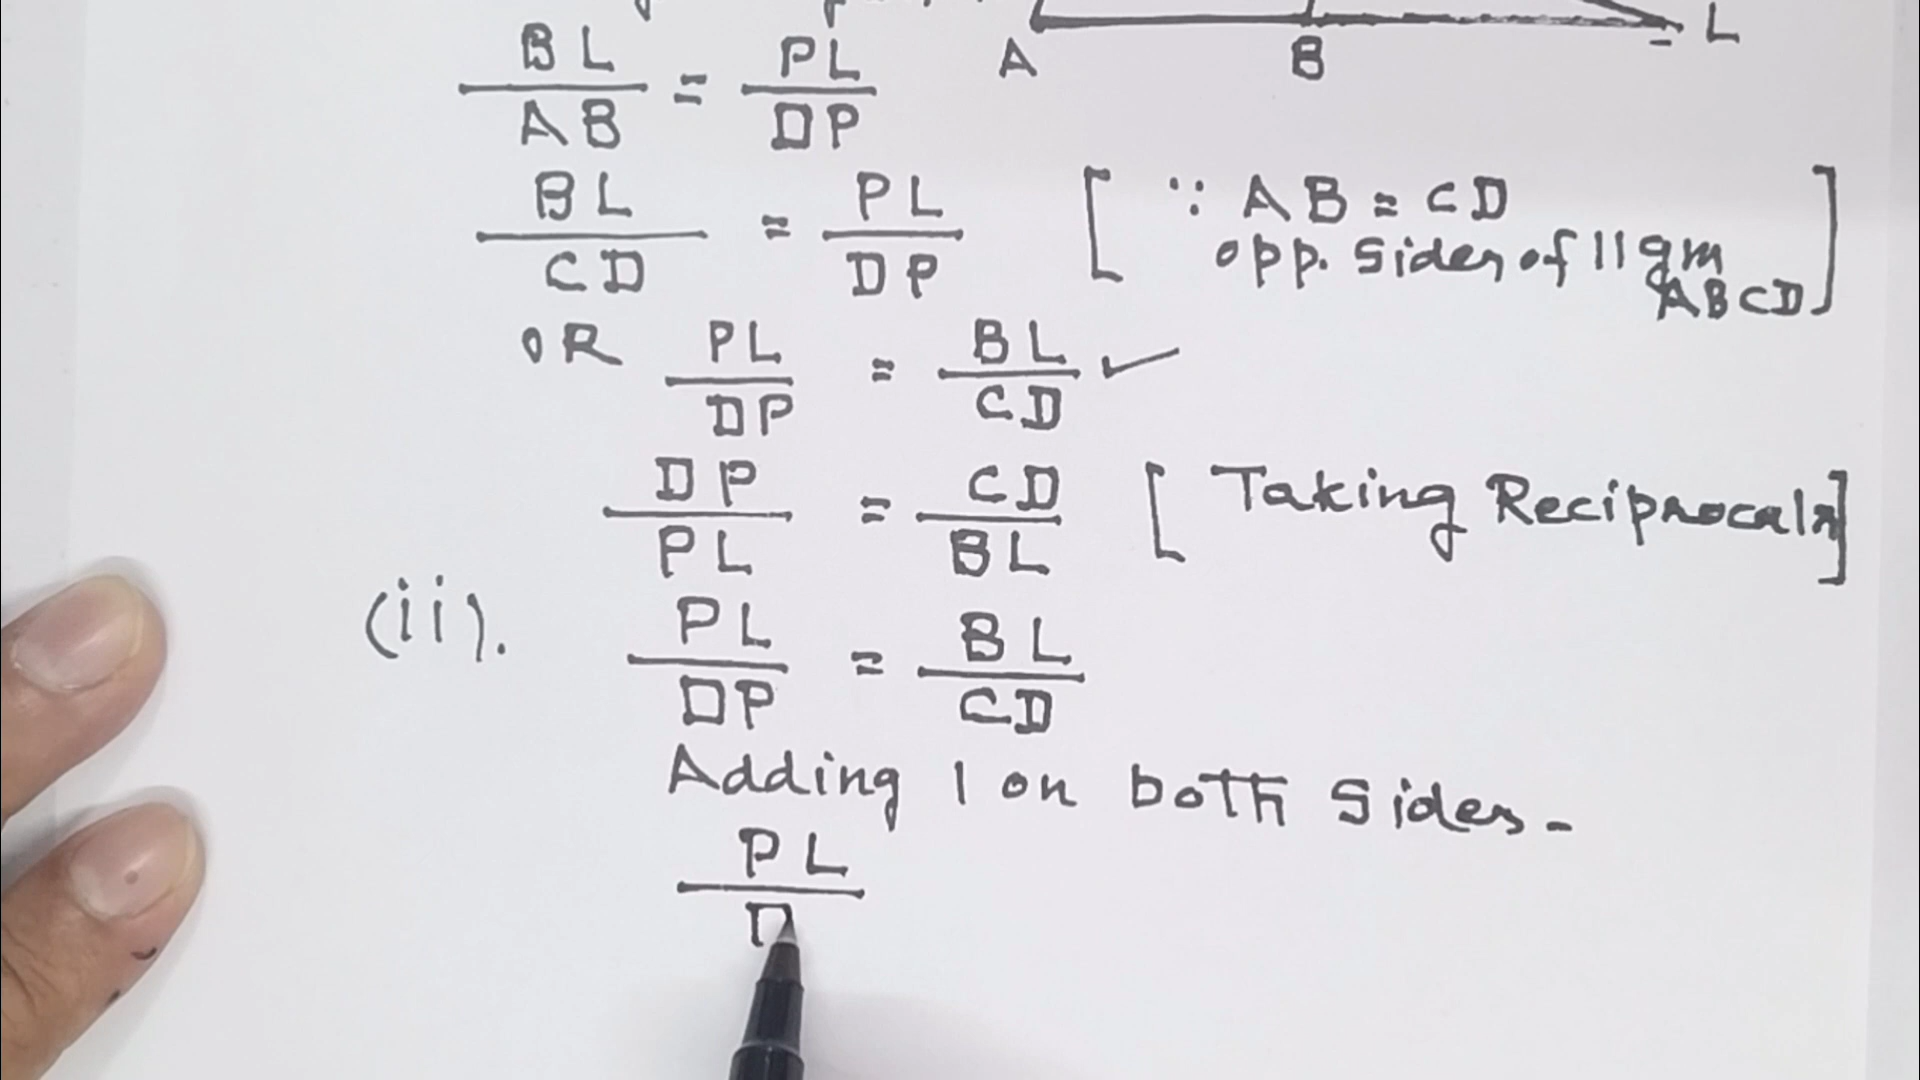 A B L
BL/AB = PL/DP
BL/CD = PL/DP [∵ AB = CD
opp. sides of ||gm
ABCD]
OR PL/DP = BL/CD ✓
DP/PL = CD/BL [Taking Reciprocals]
(ii). PL/DP = BL/CD
Adding 1 on both sides-
PL/D